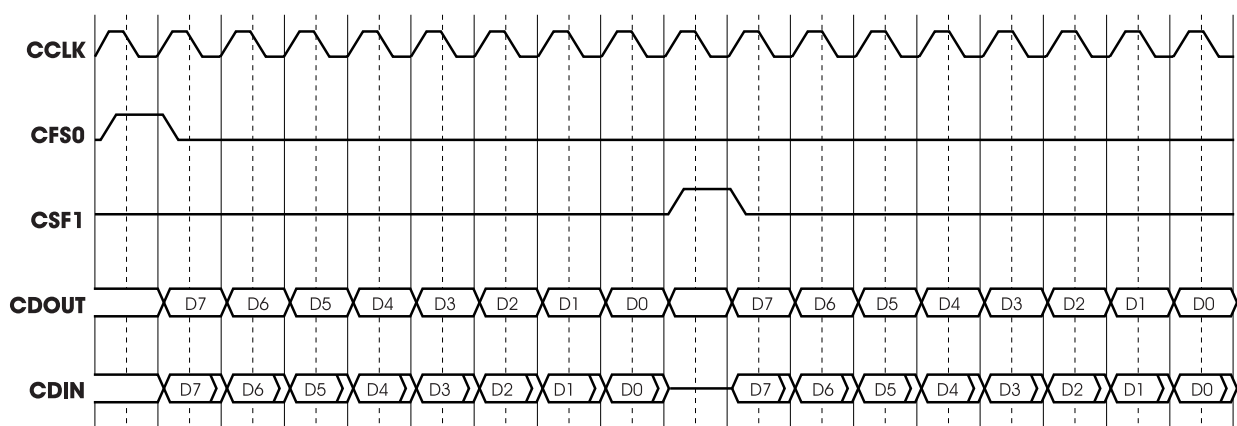 CCLK
CFS0
CSF1
CDOUT D7 D6 D5 D4 D3 D2 D1 D0 D7 D6 D5 D4 D3 D2 D1 D0
CDIN D7 D6 D5 D4 D3 D2 D1 D0 D7 D6 D5 D4 D3 D2 D1 D0